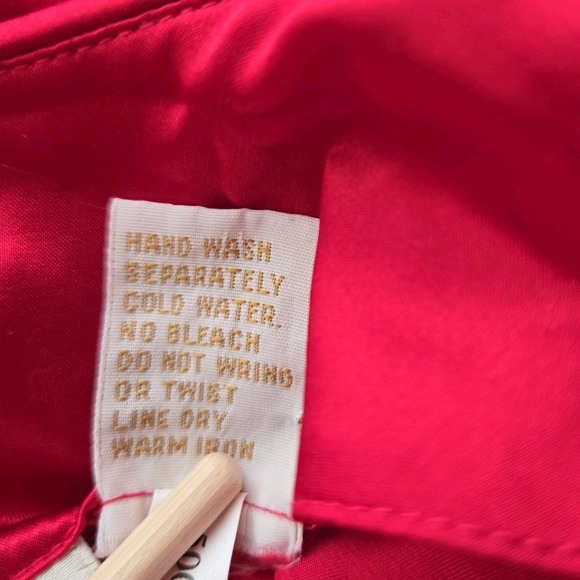 HAND WASH
SEPARATELY
COLD WATER.
NO BLEACH
DO NOT WRING
OR TWIST
LINE DRY
WARM IRON